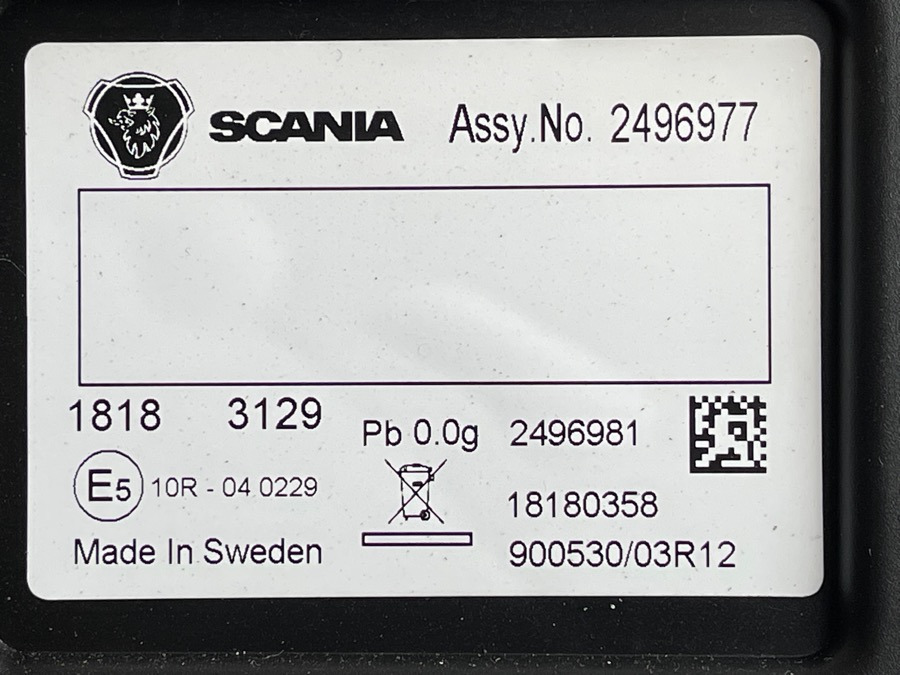 SCANIA Assy.No. 2496977
1818 3129
Pb 0.0g 2496981
E5 10R - 04 0229
18180358
Made In Sweden
900530/03R12